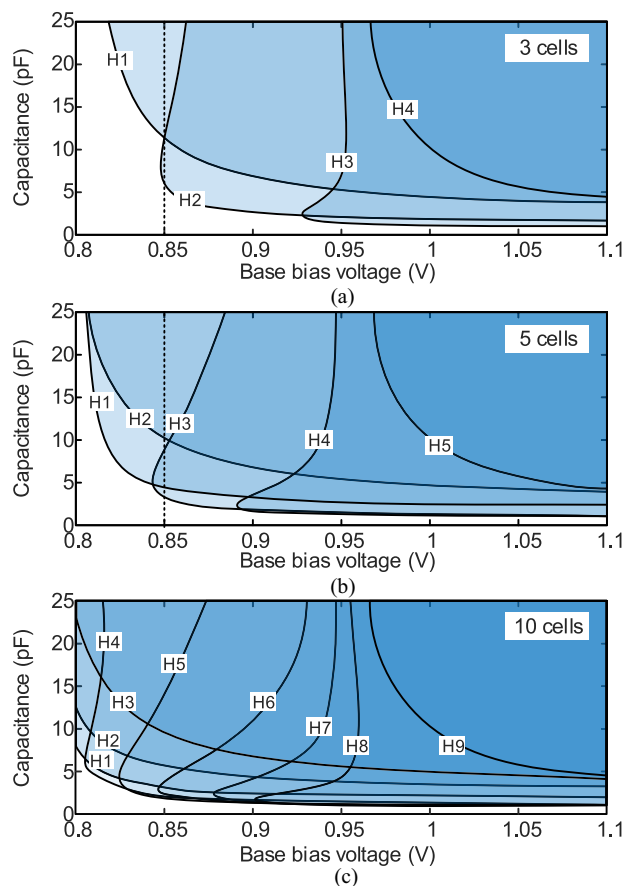 25
20
15
10
5
0
Capacitance (pF)
3 cells
H1
H2
H3
H4
0.8 0.85 0.9 0.95 1 1.05 1.1
Base bias voltage (V)
(a)
25
20
15
10
5
0
Capacitance (pF)
5 cells
H1
H2
H3
H4
H5
0.8 0.85 0.9 0.95 1 1.05 1.1
Base bias voltage (V)
(b)
25
20
15
10
5
0
Capacitance (pF)
10 cells
H4
H5
H3
H6
H2
H7
H1
H8
H9
0.8 0.85 0.9 0.95 1 1.05 1.1
Base bias voltage (V)
(c)